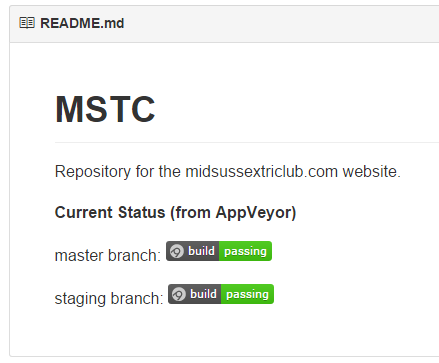 README.md
MSTC
Repository for the midsussextriclub.com website.
Current Status (from AppVeyor)
master branch: build passing
staging branch: build passing